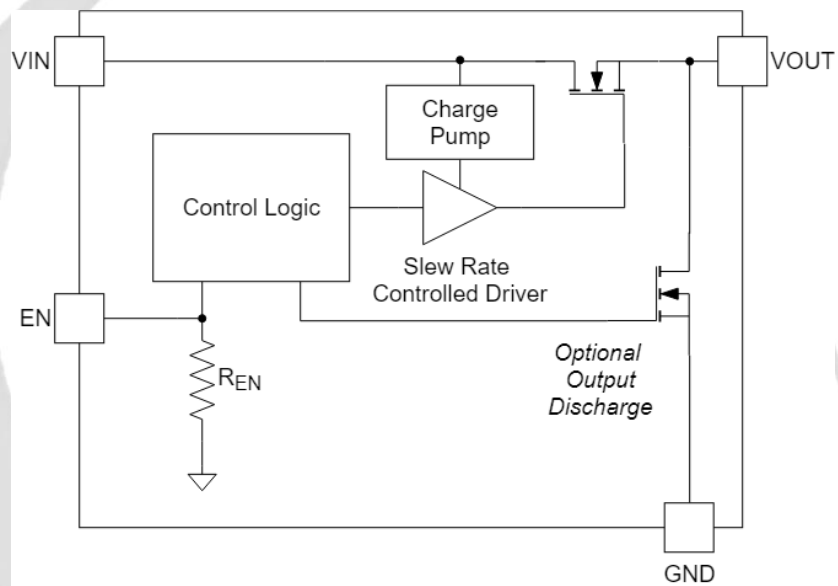 VIN
VOUT
Charge
Pump
Control Logic
Slew Rate
Controlled Driver
EN
REN
Optional
Output
Discharge
GND